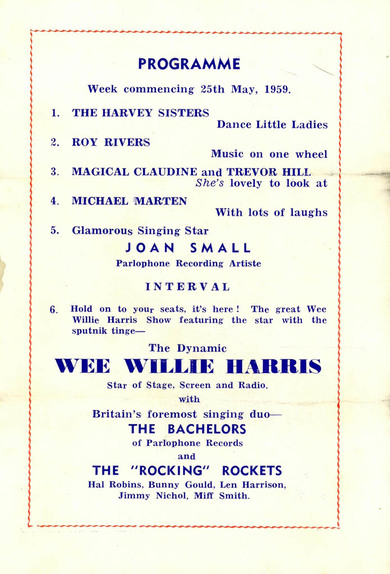 PROGRAMME
Week commencing 25th May, 1959.
1. THE HARVEY SISTERS
Dance Little Ladies
2. ROY RIVERS
Music on one wheel
3. MAGICAL CLAUDINE and TREVOR HILL
She's lovely to look at
4. MICHAEL MARTEN
With lots of laughs
5. Glamorous Singing Star
JOAN SMALL
Parlophone Recording Artiste
INTERVAL
6. Hold on to your seats, it's here! The great Wee
Willie Harris Show featuring the star with the
sputnik tinge—
The Dynamic
WEE WILLIE HARRIS
Star of Stage, Screen and Radio.
with
Britain's foremost singing duo—
THE BACHELORS
of Parlophone Records
and
THE "ROCKING" ROCKETS
Hal Robins, Bunny Gould, Len Harrison,
Jimmy Nichol, Miff Smith.